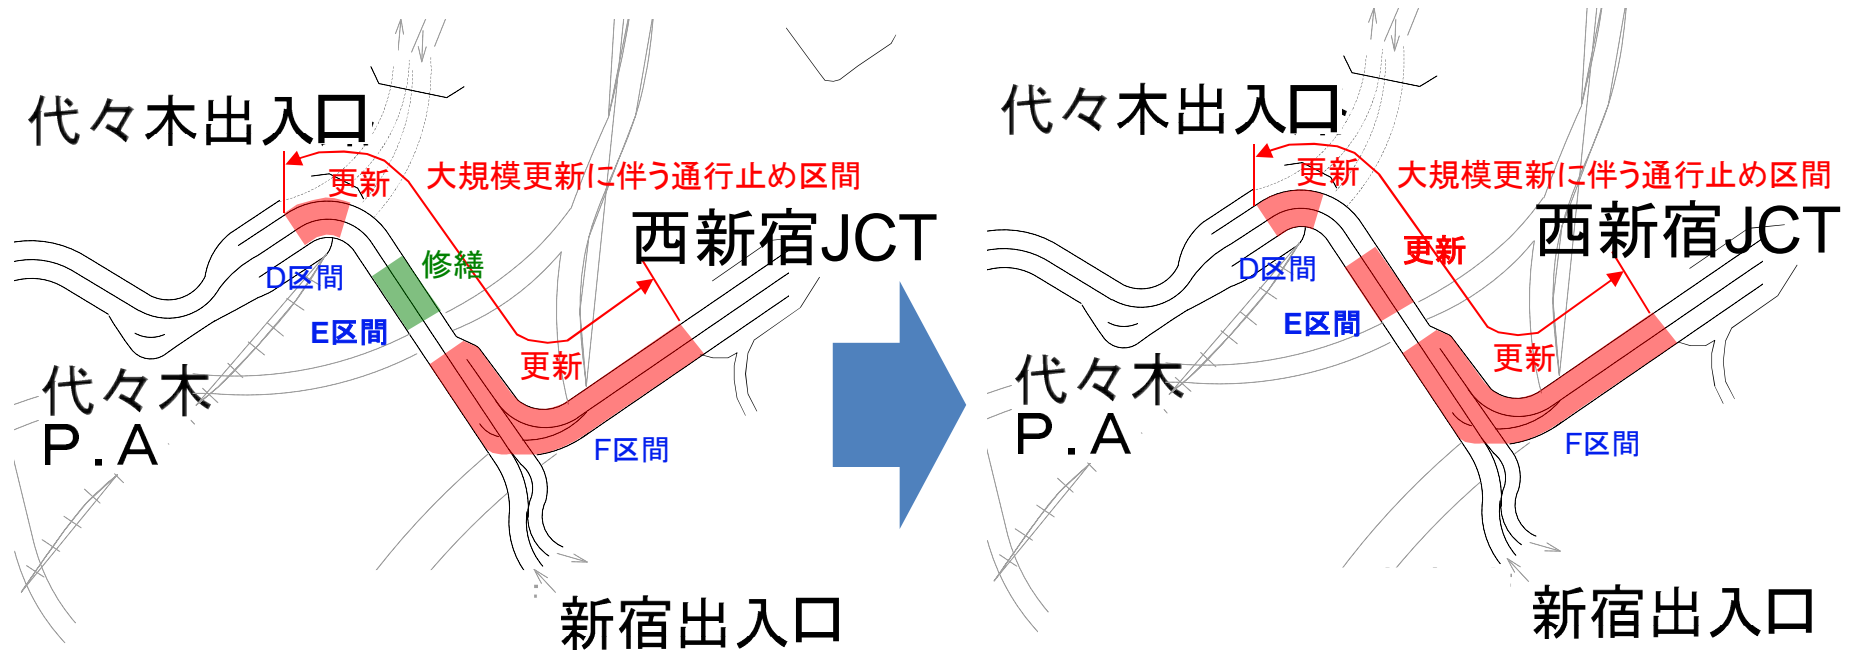 代々木出入口
更新
大規模更新に伴う通行止め区間
西新宿JCT
修繕
D区間
E区間
更新
代々木
P.A
F区間
新宿出入口
代々木出入口
更新
大規模更新に伴う通行止め区間
西新宿JCT
更新
D区間
E区間
更新
代々木
P.A
F区間
新宿出入口